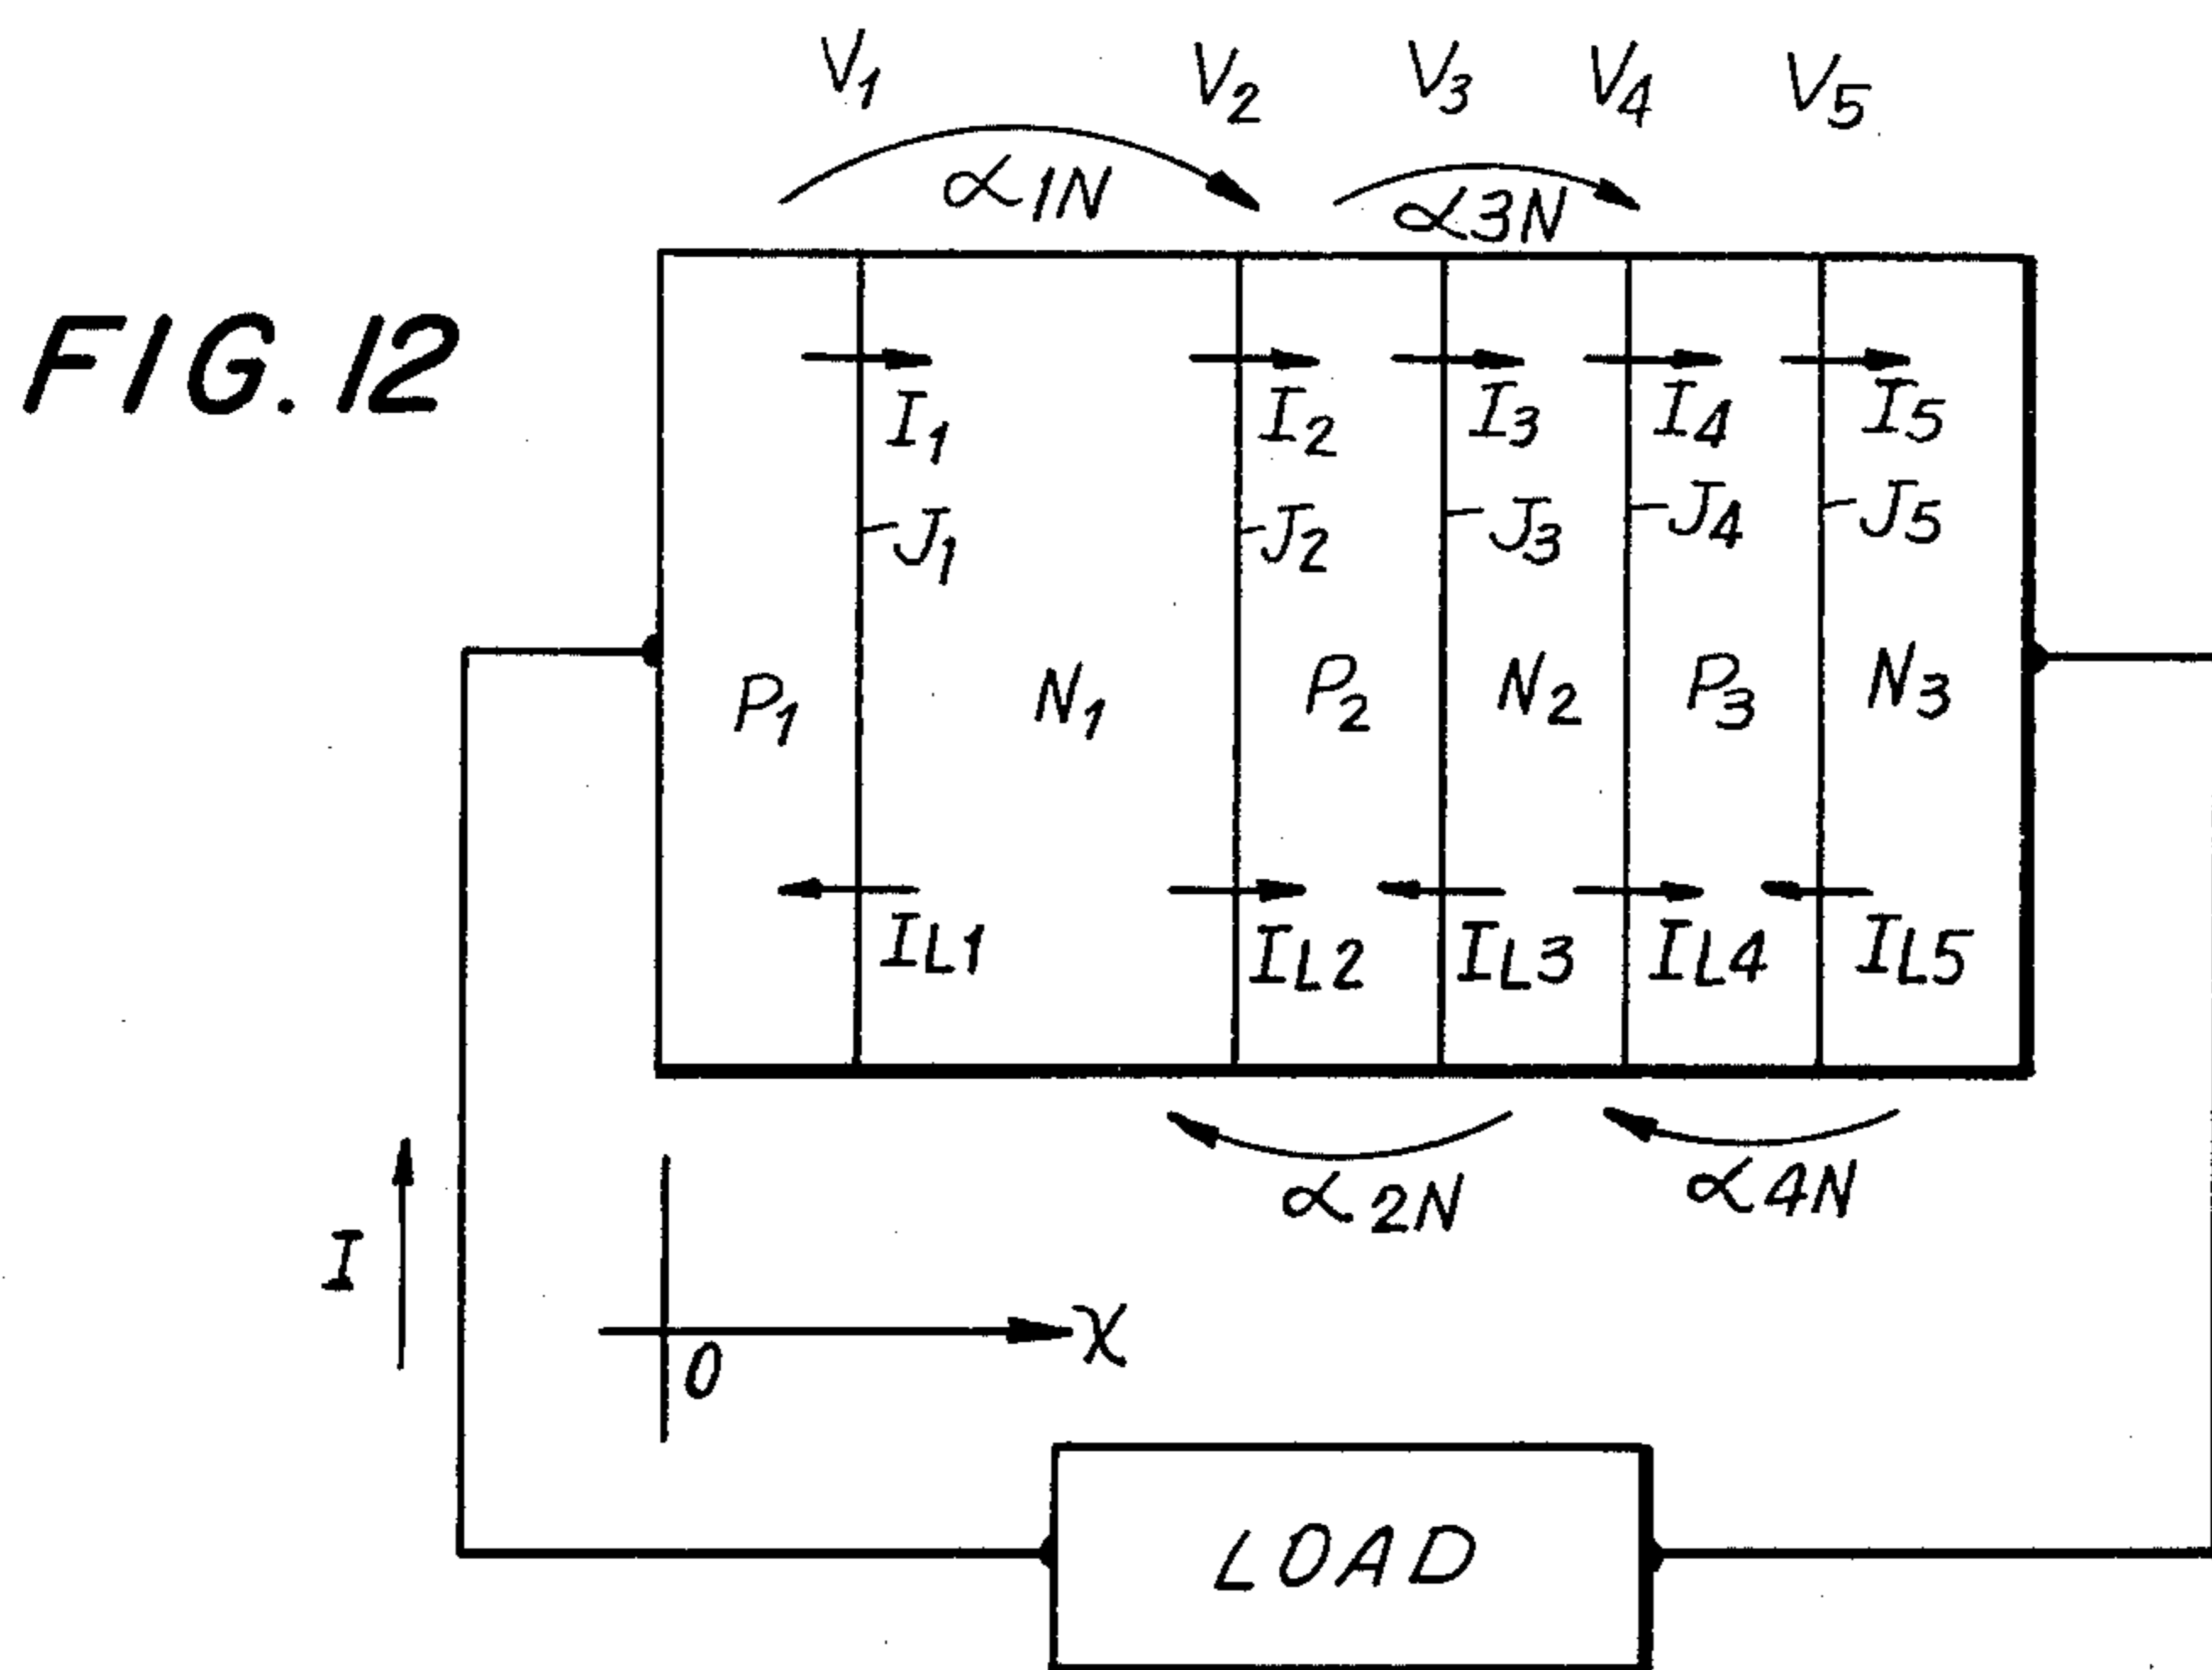 V1 V2 V3 V4 V5
α1N α3N
FIG. 12
I1 I2 I3 I4 I5
J1 J2 J3 J4 J5
P1 N1 P2 N2 P3 N3
IL1 IL2 IL3 IL4 IL5
α2N α4N
I
0 x
LOAD